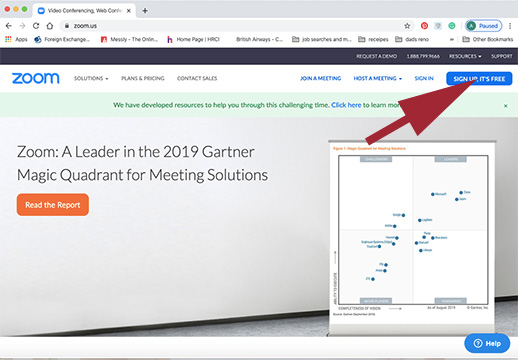 Video Conferencing, Web Confe
zoom.us
Paused
Apps
Foreign Exchange...
Messly - The Onlin...
Home Page | HRCI
British Airways - C...
job searches and m...
receipes
dads reno
Other Bookmarks
REQUEST A DEMO 1.888.799.9666 RESOURCES SUPPORT
zoom SOLUTIONS PLANS & PRICING CONTACT SALES JOIN A MEETING HOST A MEETING SIGN IN SIGN UP, IT'S FREE
We have developed resources to help you through this challenging time. Click here to learn mor
Zoom: A Leader in the 2019 Gartner
Magic Quadrant for Meeting Solutions
Read the Report
Figure 1. Magic Quadrant for Meeting Solutions
CHALLENGERS LEADERS
Microsoft
Zoom
Cisco
Google
LogMeIn
Adobe
Huawei
ABILITY TO EXECUTE
COMPLETENESS OF VISION
As of August 2019 © Gartner, Inc
Source: Gartner (September 2019)
Help